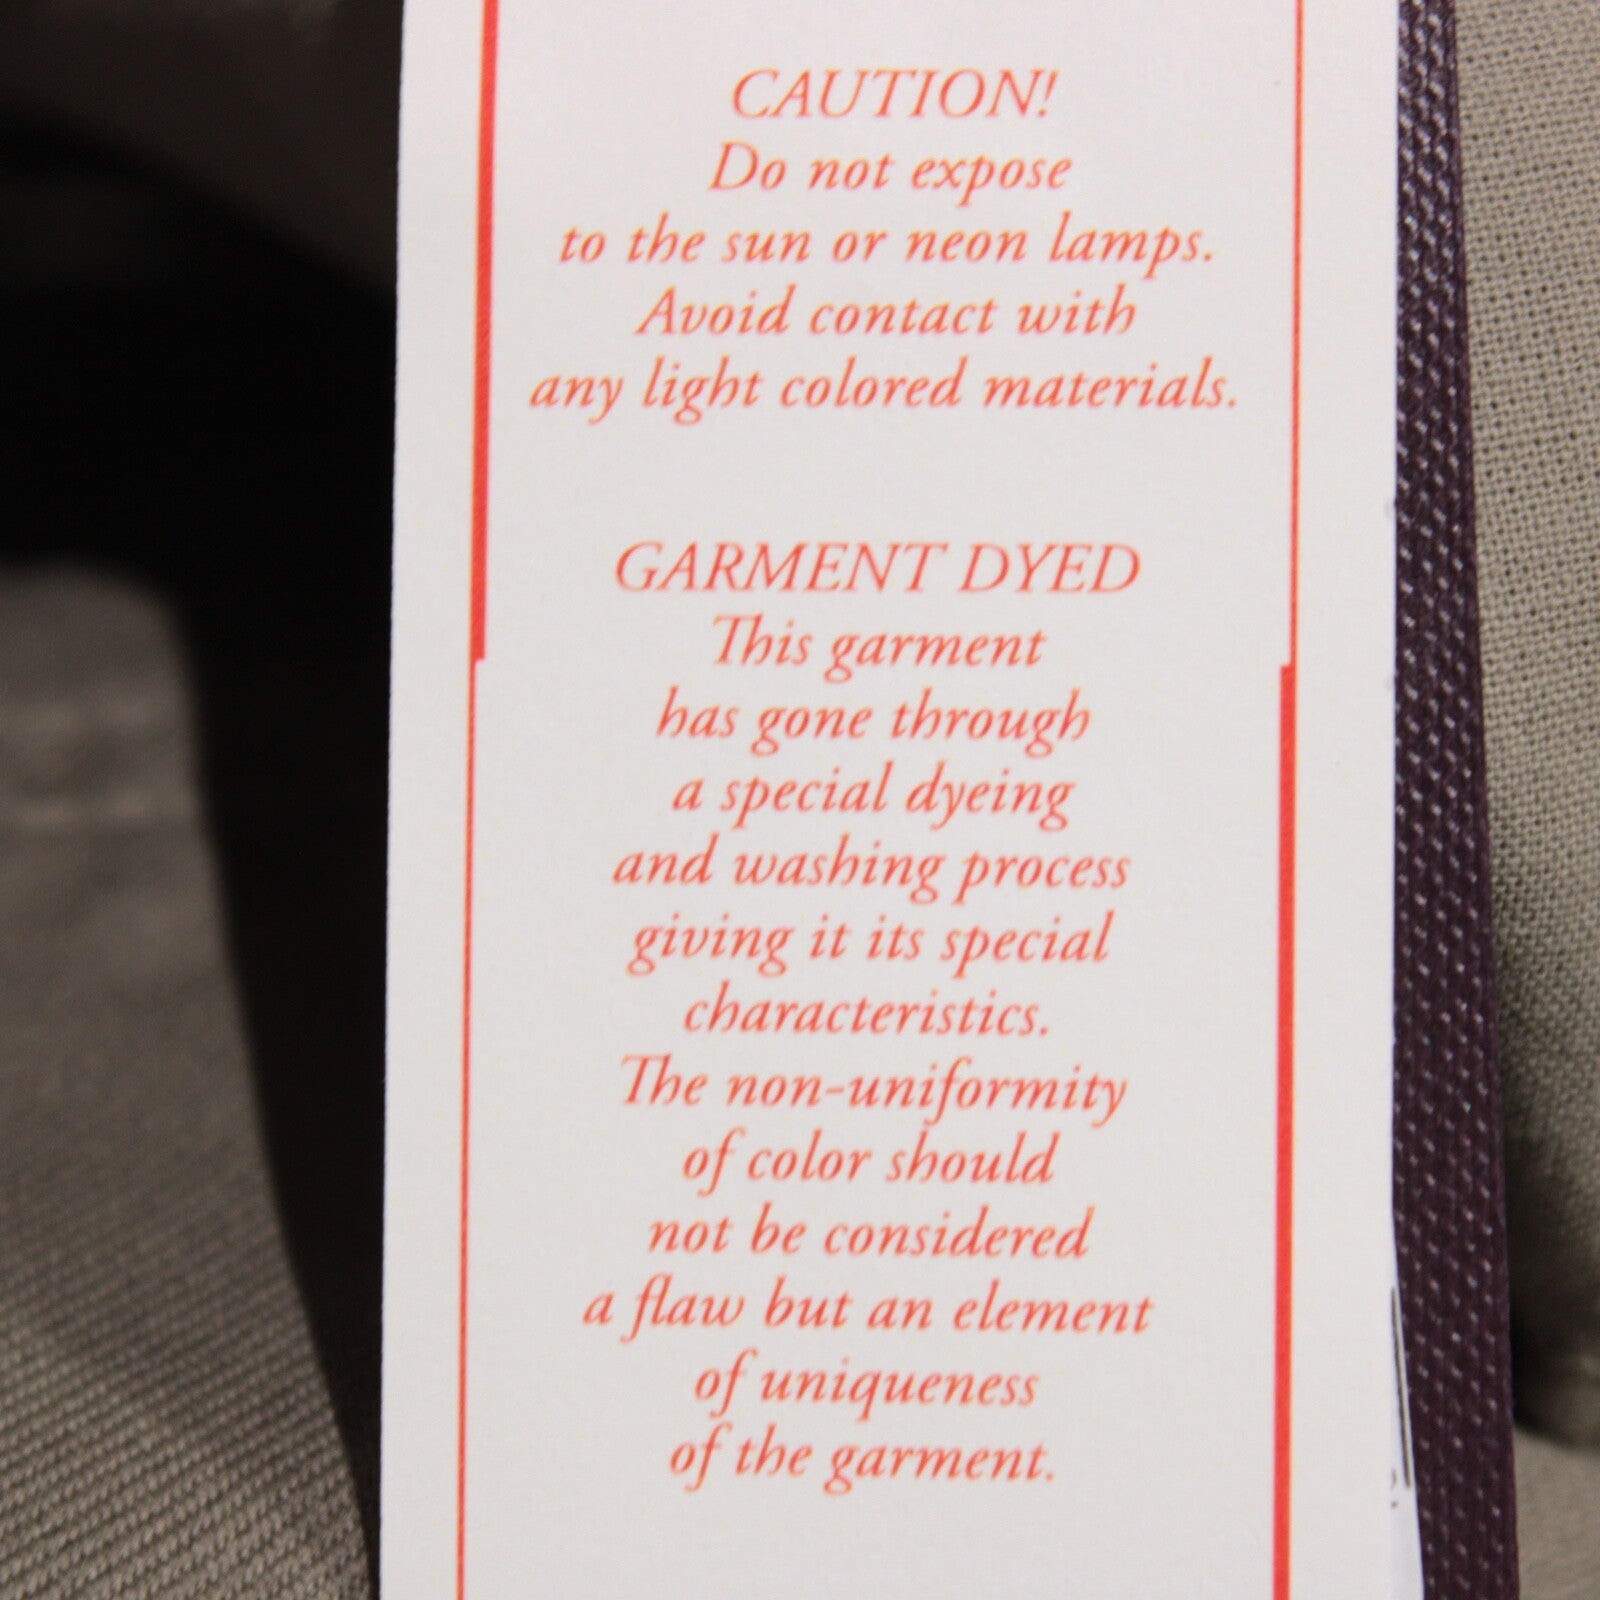 CAUTION!
Do not expose
to the sun or neon lamps.
Avoid contact with
any light colored materials.
GARMENT DYED
This garment
has gone through
a special dyeing
and washing process
giving it its special
characteristics.
The non-uniformity
of color should
not be considered
a flaw but an element
of uniqueness
of the garment.